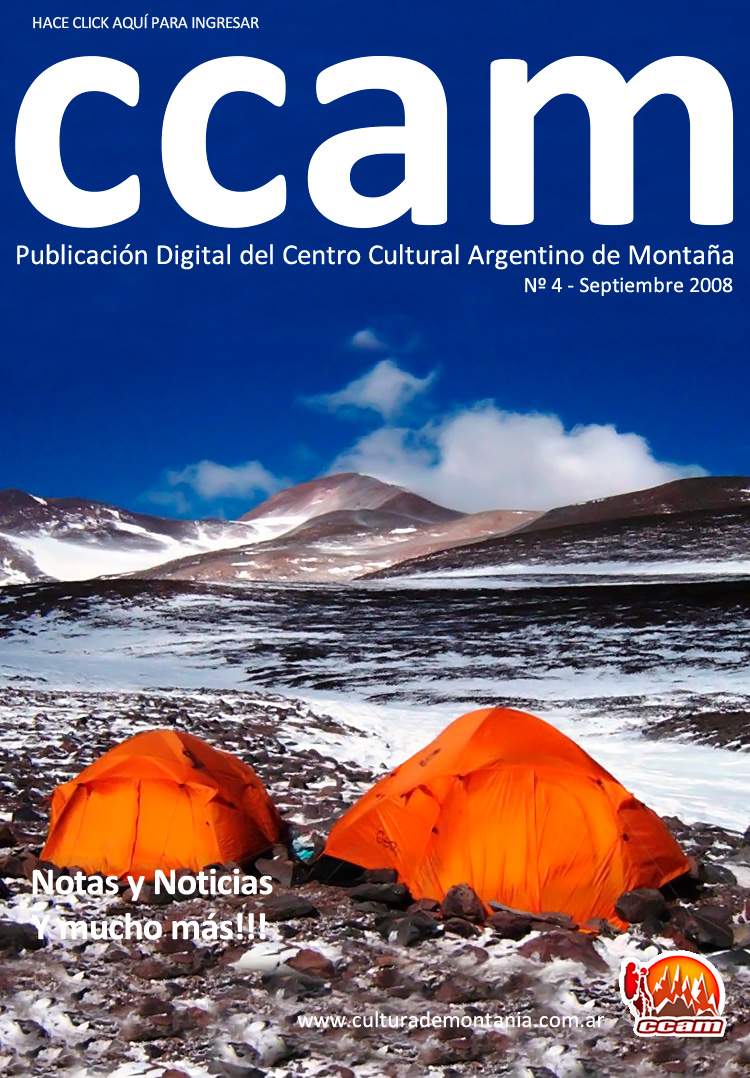 HACE CLICK AQUÍ PARA INGRESAR
ccam
Publicación Digital del Centro Cultural Argentino de Montaña
Nº 4 - Septiembre 2008
Notas y Noticias
Y mucho más!!!
www.culturademontania.com.ar
ccam